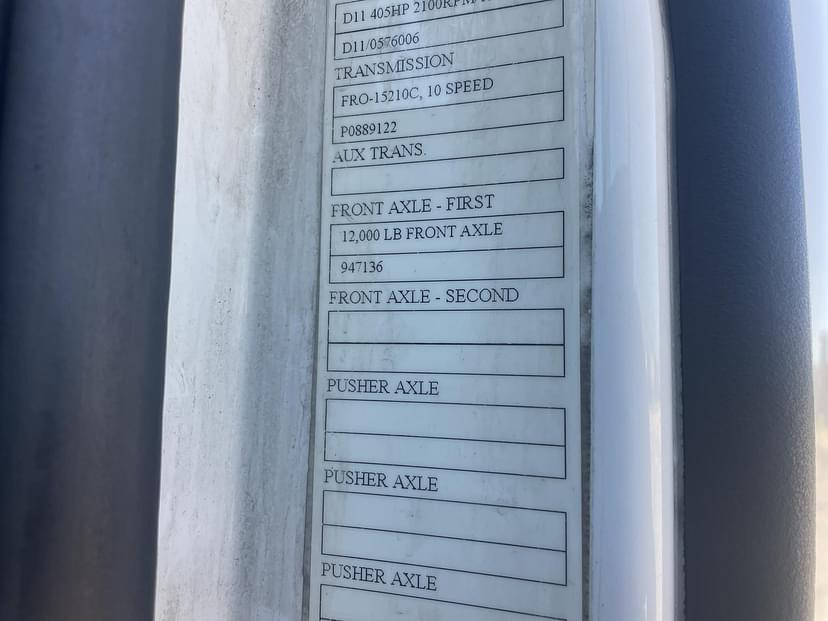 D11 405HP 2100RPM
D11/0576006
TRANSMISSION
FRO-15210C, 10 SPEED
P0889122
AUX TRANS.
FRONT AXLE - FIRST
12,000 LB FRONT AXLE
947136
FRONT AXLE - SECOND
PUSHER AXLE
PUSHER AXLE
PUSHER AXLE